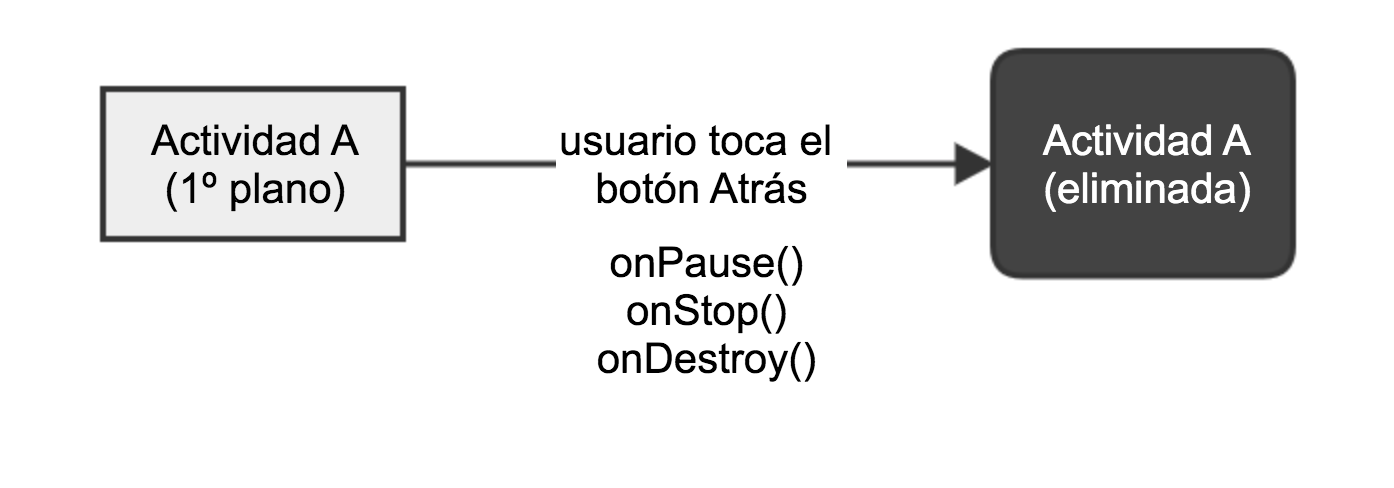 Actividad A
(1º plano)
usuario toca el
botón Atrás
onPause()
onStop()
onDestroy()
Actividad A
(eliminada)